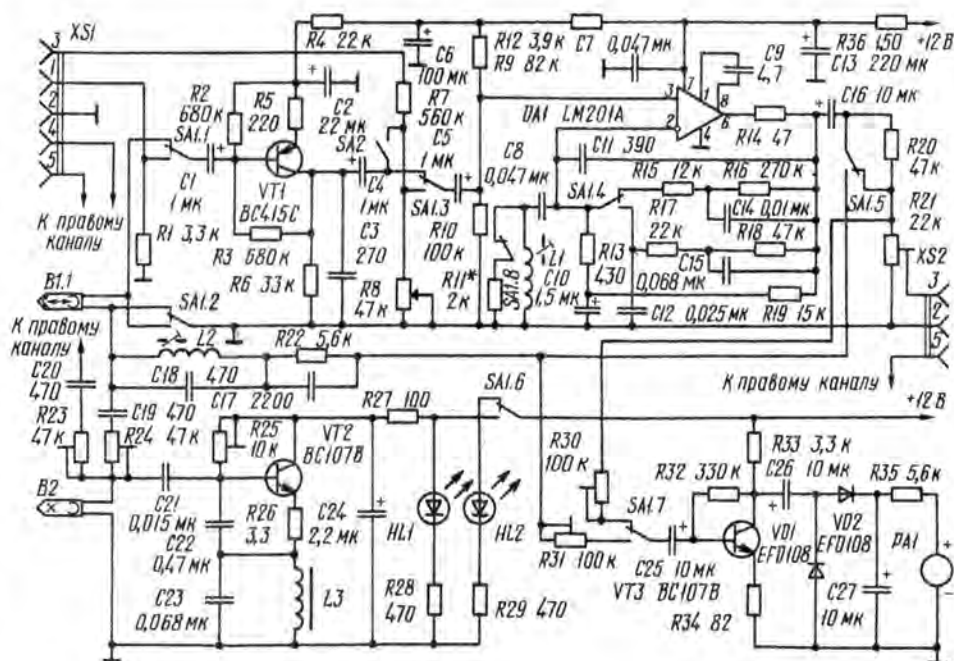 XS1
3
1
2
4
5
К правому
каналу
R4 22 к
C6
100 мк
R12 3,9 к
R9 82 к
C7
0,047 мк
C9
4,7
R36 150
C13 220 мк
+12 В
R2
680 к
R5
220
C2
22 мк
SA2
R7
560 к
C5
1 мк
DA1 LM201A
3
2
7
1
8
6
4
R14 47
C16 10 мк
R20
47 к
SA1.1
C1
1 мк
VT1
BC415C
C4
1 мк
SA1.3
C8
0,047 мк
C11 390
R15
12 к
R16
270 к
SA1.4
R17
22 к
C14 0,01 мк
R18 47 к
SA1.5
R21
22 к
R1 3,3 к
R3 680 к
R6 33 к
C3
270
R8
47 к
R10
100 к
R11*
2 к
SA1.8
L1
C10
1,5 мк
R13
430
C15
0,068 мк
C12 0,025 мк
R19 15 к
XS2
3
2
5
К правому каналу
B1.1
SA1.2
К правому
каналу
C20
470
L2
R22 5,6 к
C18 470
C17 2200
R23
47 к
C19
470
R24
47 к
R25
10 к
VT2
BC107B
R27 100
SA1.6
+12 В
B2
C21
0,015 мк
C22
0,47 мк
C23
0,068 мк
R26
3,3
C24
2,2 мк
L3
HL1
HL2
R28
470
R29 470
R30
100 к
R31 100 к
SA1.7
C25 10 мк
VT3 BC107B
R32 330 к
R33 3,3 к
C26
10 мк
R34 82
VD1
EFD108
VD2
EFD108
C27
10 мк
R35 5,6 к
PA1